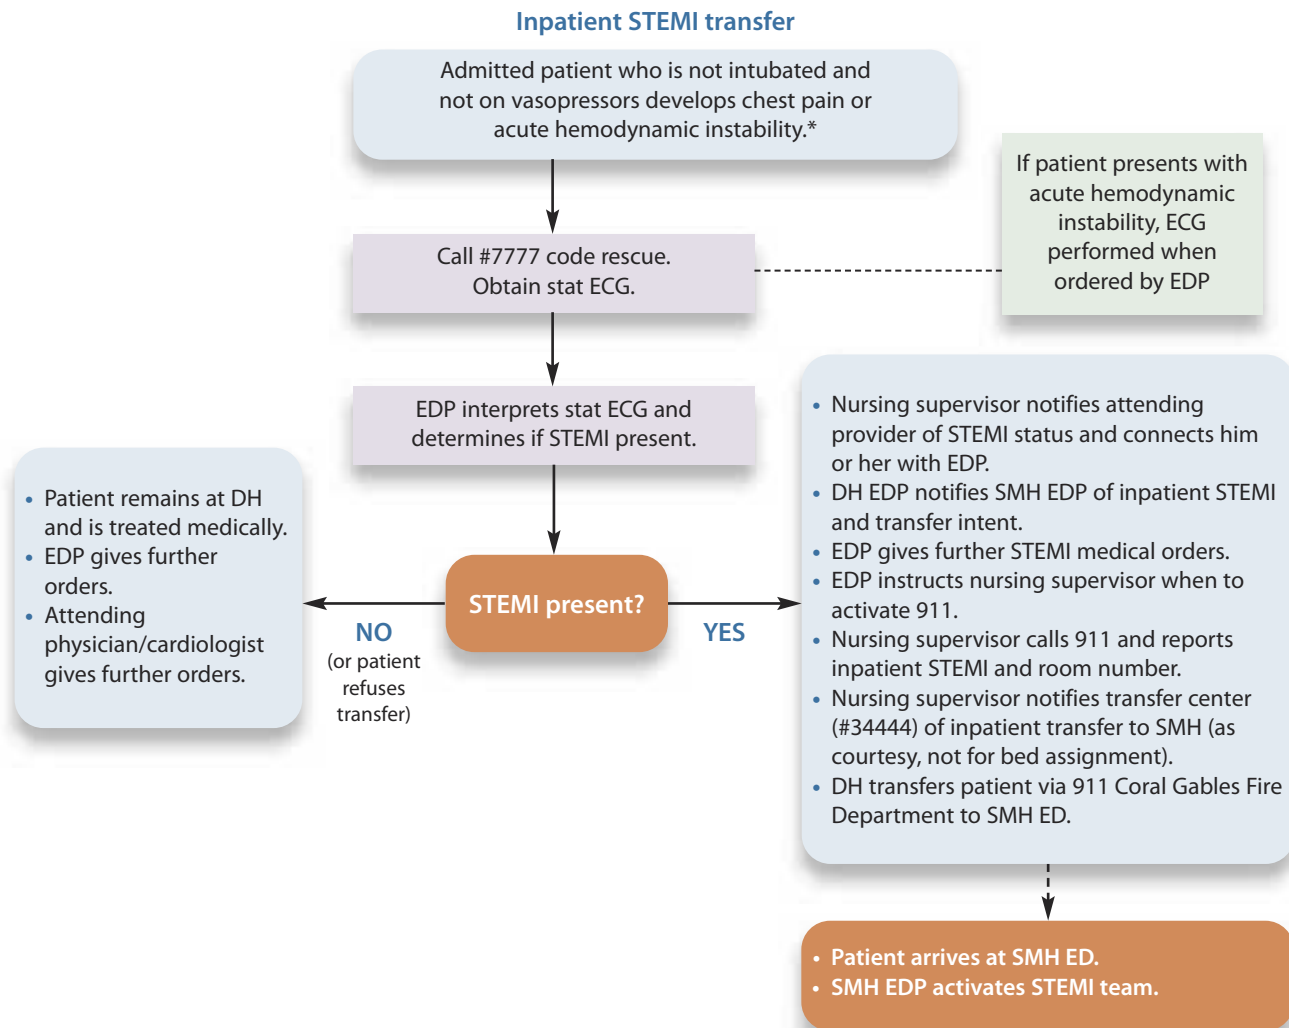 Inpatient STEMI transfer
Admitted patient who is not intubated and
not on vasopressors develops chest pain or
acute hemodynamic instability.*
If patient presents with
acute hemodynamic
instability, ECG
performed when
ordered by EDP
Call #7777 code rescue.
Obtain stat ECG.
EDP interprets stat ECG and
determines if STEMI present.
STEMI present?
NO
(or patient
refuses
transfer)
YES
• Patient remains at DH
and is treated medically.
• EDP gives further
orders.
• Attending
physician/cardiologist
gives further orders.
• Nursing supervisor notifies attending
provider of STEMI status and connects him
or her with EDP.
• DH EDP notifies SMH EDP of inpatient STEMI
and transfer intent.
• EDP gives further STEMI medical orders.
• EDP instructs nursing supervisor when to
activate 911.
• Nursing supervisor calls 911 and reports
inpatient STEMI and room number.
• Nursing supervisor notifies transfer center
(#34444) of inpatient transfer to SMH (as
courtesy, not for bed assignment).
• DH transfers patient via 911 Coral Gables Fire
Department to SMH ED.
• Patient arrives at SMH ED.
• SMH EDP activates STEMI team.